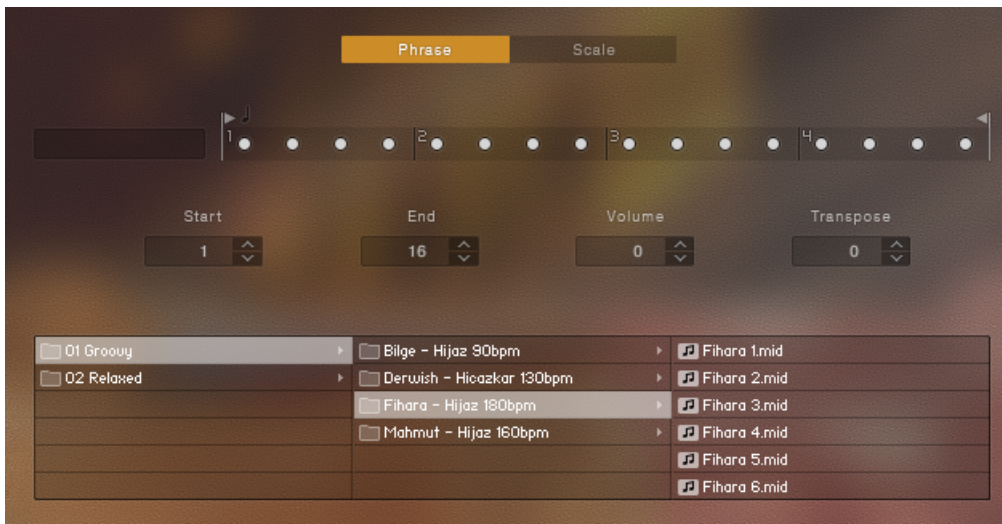 Phrase Scale
1 2 3 4
Start End Volume Transpose
1 16 0 0
01 Groovy Bilge - Hijaz 90bpm Fihara 1.mid
02 Relaxed Derwish - Hicazkar 130bpm Fihara 2.mid
Fihara - Hijaz 180bpm Fihara 3.mid
Mahmut - Hijaz 160bpm Fihara 4.mid
Fihara 5.mid
Fihara 6.mid